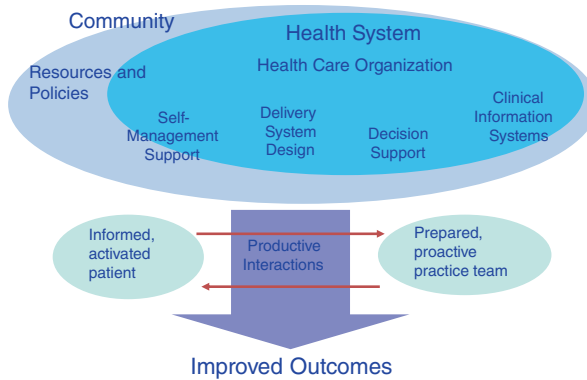 Community
Health System
Resources and
Policies
Health Care Organization
Self-
Management
Support
Delivery
System
Design
Decision
Support
Clinical
Information
Systems
Informed,
activated
patient
Productive
Interactions
Prepared,
proactive
practice team
Improved Outcomes